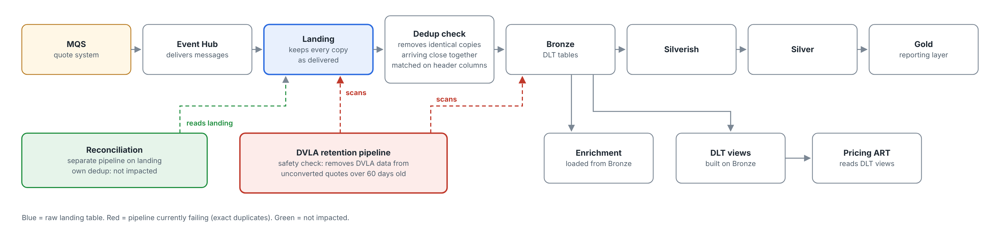 MQS
quote system
Event Hub
delivers messages
Landing
keeps every copy
as delivered
Dedup check
removes identical copies
arriving close together
matched on header columns
Bronze
DLT tables
Silverish
Silver
Gold
reporting layer
scans
scans
reads landing
Reconciliation
separate pipeline on landing
own dedup: not impacted
DVLA retention pipeline
safety check: removes DVLA data from
unconverted quotes over 60 days old
Enrichment
loaded from Bronze
DLT views
built on Bronze
Pricing ART
reads DLT views
Blue = raw landing table. Red = pipeline currently failing (exact duplicates). Green = not impacted.